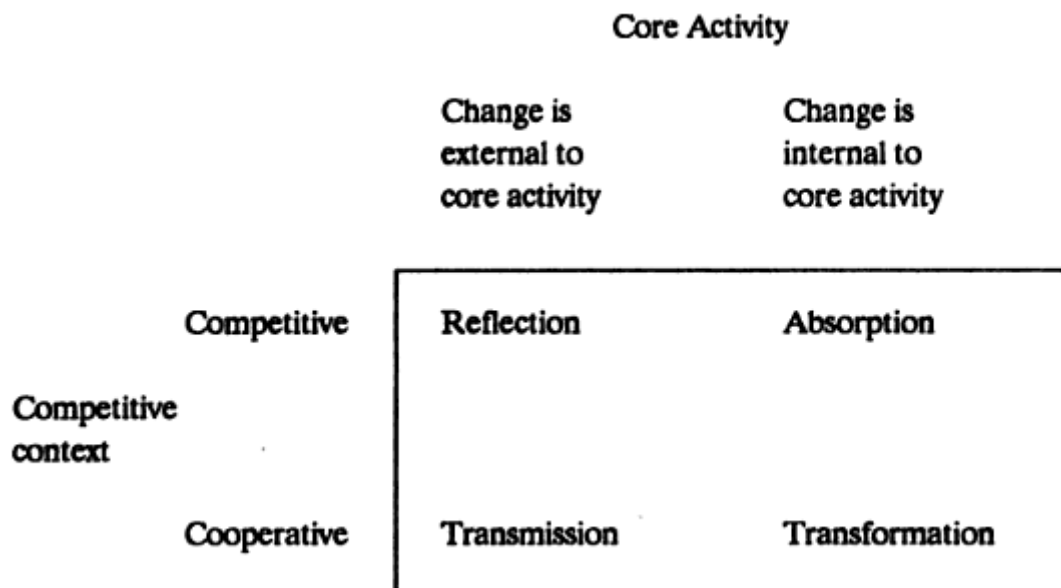 Core Activity
Change is
external to
core activity
Change is
internal to
core activity
Competitive
Reflection
Absorption
Competitive
context
Cooperative
Transmission
Transformation